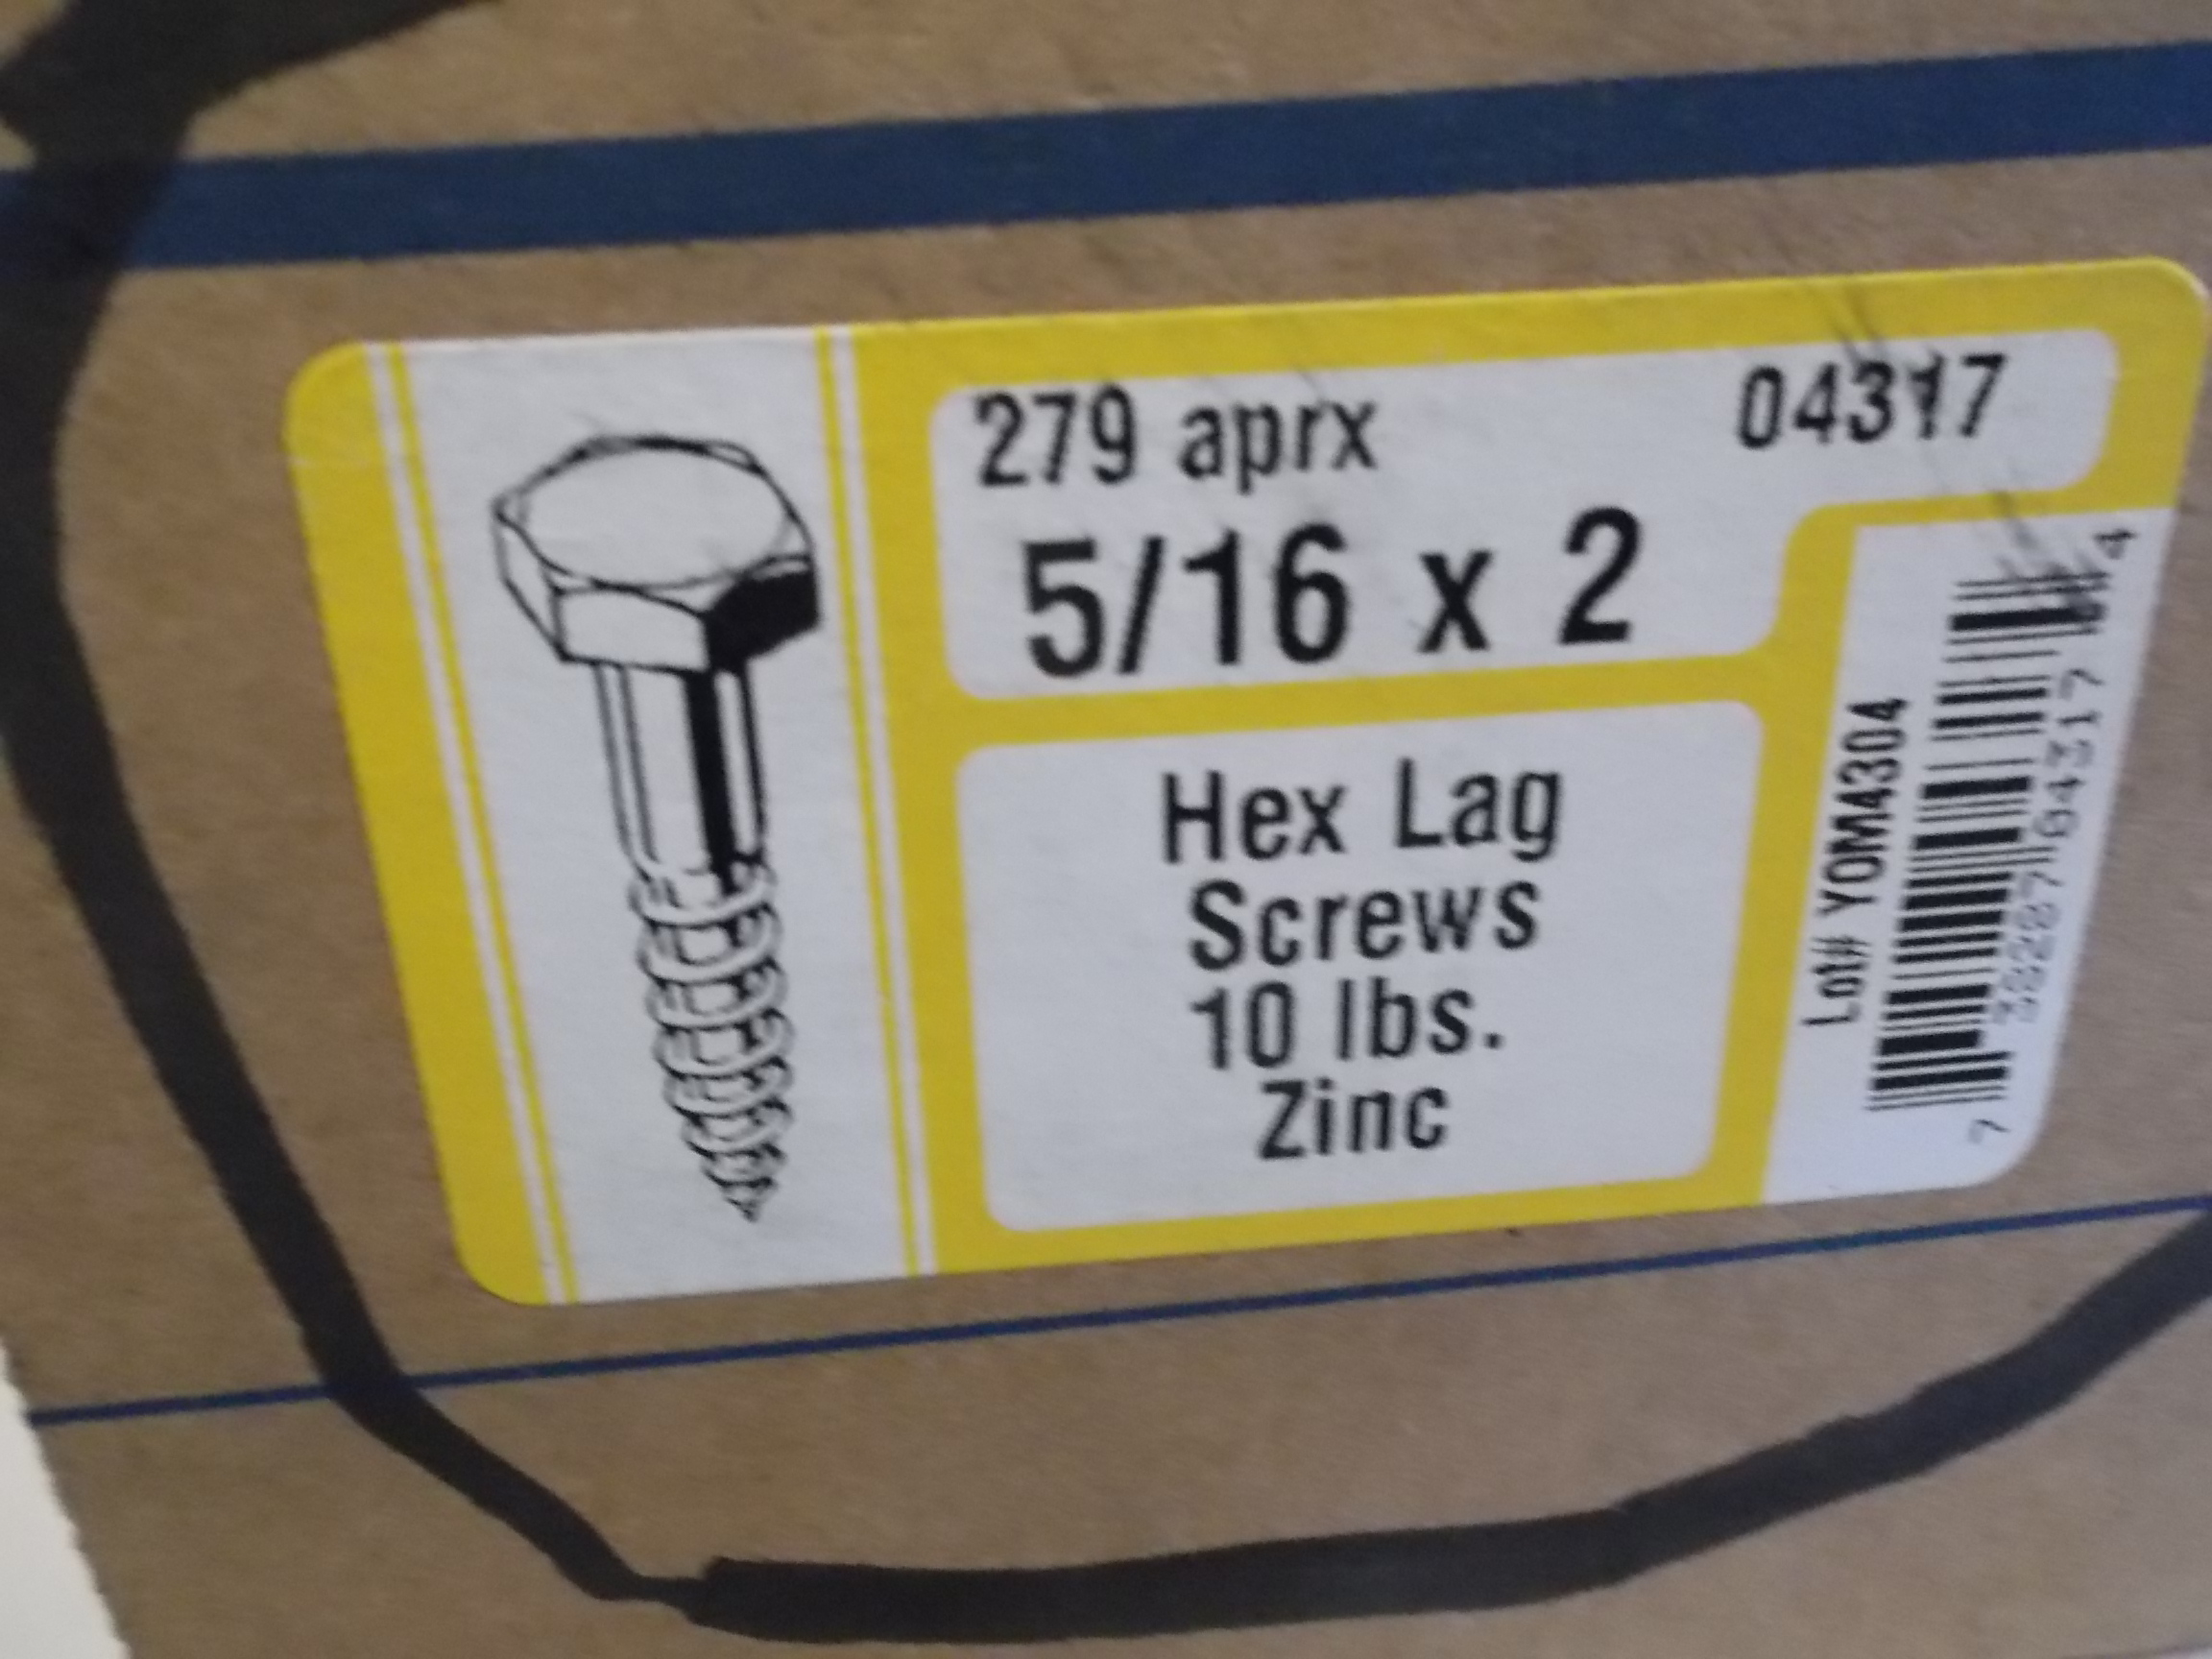 279 aprx 04317
5/16 x 2
Hex Lag
Screws
10 lbs.
Zinc
Lot# YOM4304